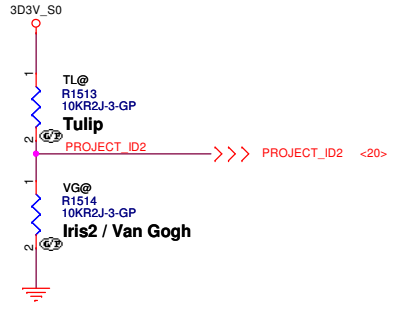 3D3V_S0
1
TL@
R1513
10KR2J-3-GP
Tulip
2
G/P
PROJECT_ID2
PROJECT_ID2 <20>
1
VG@
R1514
10KR2J-3-GP
Iris2 / Van Gogh
2
G/P